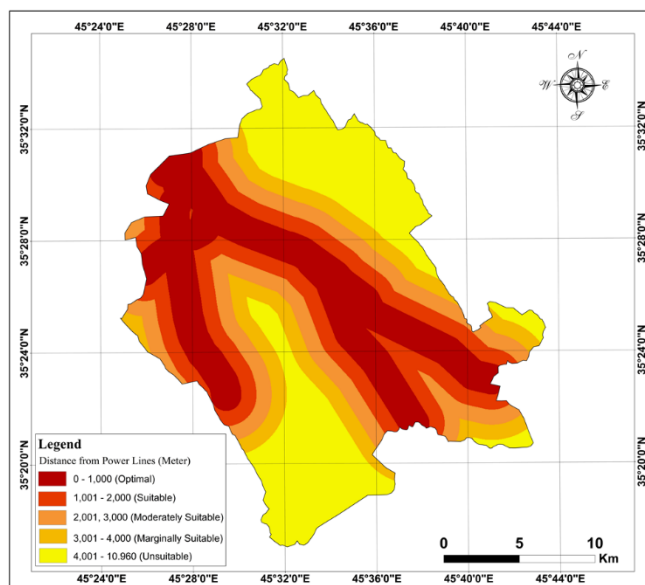 45°24'0"E 45°28'0"E 45°32'0"E 45°36'0"E 45°40'0"E 45°44'0"E
N
W E
S
35°32'0"N 35°32'0"N
35°28'0"N 35°28'0"N
35°24'0"N 35°24'0"N
35°20'0"N 35°20'0"N
Legend
Distance from Power Lines (Meter)
0 - 1,000 (Optimal)
1,001 - 2,000 (Suitable)
2,001, 3,000 (Moderately Suitable)
3,001 - 4,000 (Marginally Suitable)
4,001 - 10.960 (Unsuitable)
0 5 10
Km
45°24'0"E 45°28'0"E 45°32'0"E 45°36'0"E 45°40'0"E 45°44'0"E